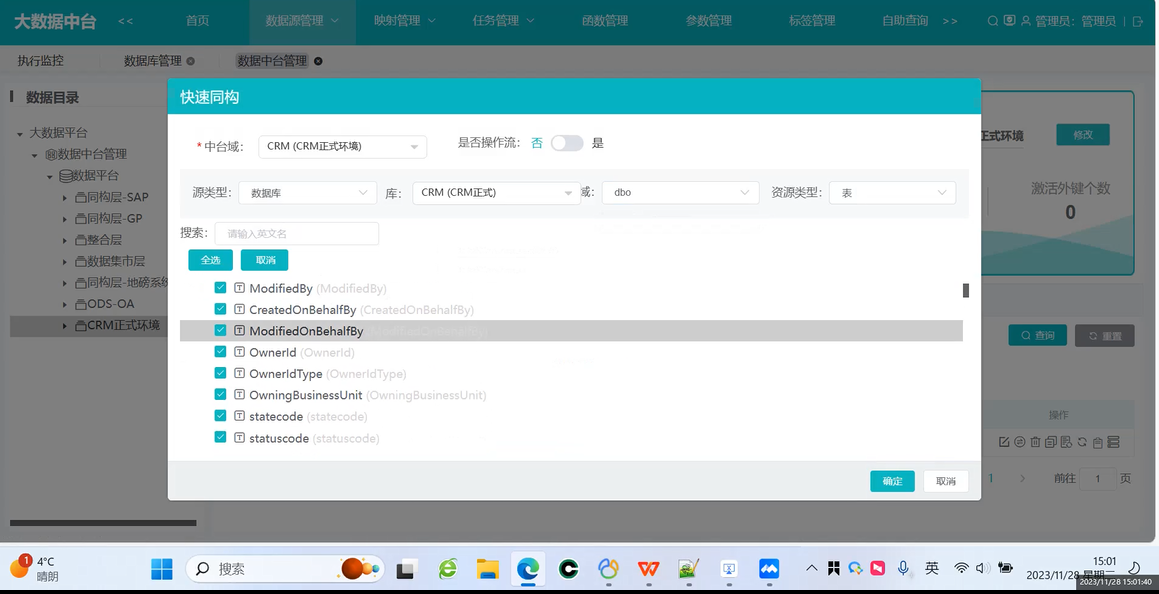 大数据中台 << 首页 数据源管理 映射管理 任务管理 函数管理 参数管理 标签管理 自助查询 >> 管理员：管理员
执行监控 数据库管理 数据中台管理
数据目录
大数据平台
数据中台管理
数据平台
同构层-SAP
同构层-GP
整合层
数据集市层
同构层-地磅系统
ODS-OA
CRM正式环境
快速同构
*中台域： CRM (CRM正式环境) 是否操作流： 否 是
源类型： 数据库 库： CRM (CRM正式) 域： dbo 资源类型： 表
搜索： 请输入英文名
全选 取消
ModifiedBy (ModifiedBy)
CreatedOnBehalfBy (CreatedOnBehalfBy)
ModifiedOnBehalfBy
OwnerId (OwnerId)
OwnerIdType (OwnerIdType)
OwningBusinessUnit (OwningBusinessUnit)
statecode (statecode)
statuscode (statuscode)
确定 取消
正式环境 修改
激活外键个数
0
查询 重置
操作
1 前往 1 页
1 4°C
晴朗
搜索
英
15:01
2023/11/28
2023/11/28 15:01:40